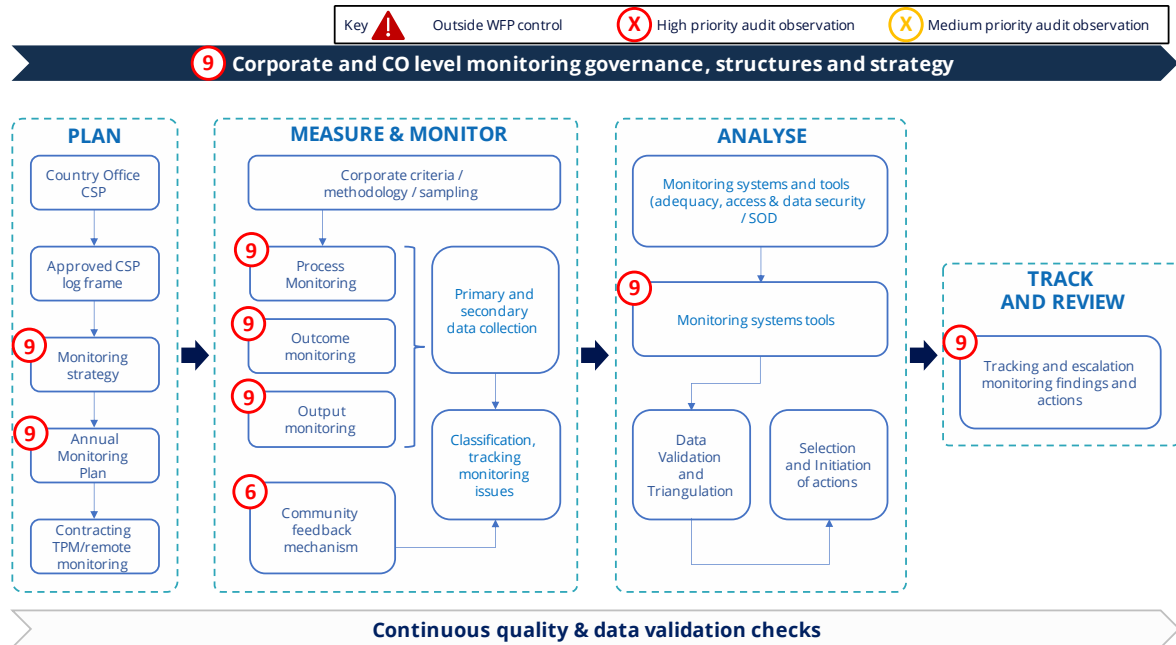 Key
Outside WFP control
X High priority audit observation
X Medium priority audit observation
9 Corporate and CO level monitoring governance, structures and strategy
PLAN
Country Office
CSP
Approved CSP
log frame
9
Monitoring
strategy
9
Annual
Monitoring
Plan
Contracting
TPM/remote
monitoring
MEASURE & MONITOR
Corporate criteria /
methodology / sampling
9
Process
Monitoring
9
Outcome
monitoring
9
Output
monitoring
6
Community
feedback
mechanism
Primary and
secondary
data collection
Classification,
tracking
monitoring
issues
ANALYSE
Monitoring systems and tools
(adequacy, access & data security
/ SOD
9
Monitoring systems tools
Data
Validation
and
Triangulation
Selection
and Initiation
of actions
TRACK
AND REVIEW
9
Tracking and escalation
monitoring findings and
actions
Continuous quality & data validation checks